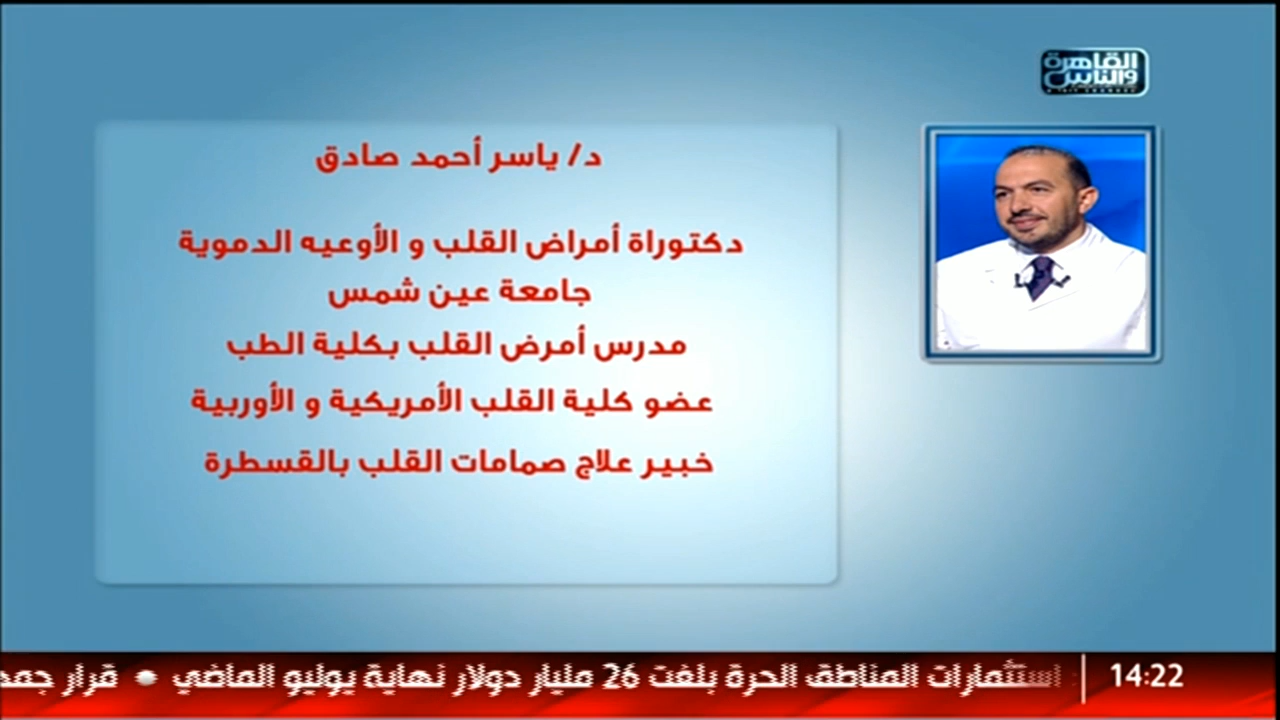 القاهرة
والناس
د/ ياسر أحمد صادق
دكتوراة أمراض القلب و الأوعيه الدموية
جامعة عين شمس
مدرس أمرض القلب بكلية الطب
عضو كلية القلب الأمريكية و الأوربية
خبير علاج صمامات القلب بالقسطرة
14:22
استثمارات المناطق الحرة بلغت 26 مليار دولار نهاية يوليو الماضي • قرار